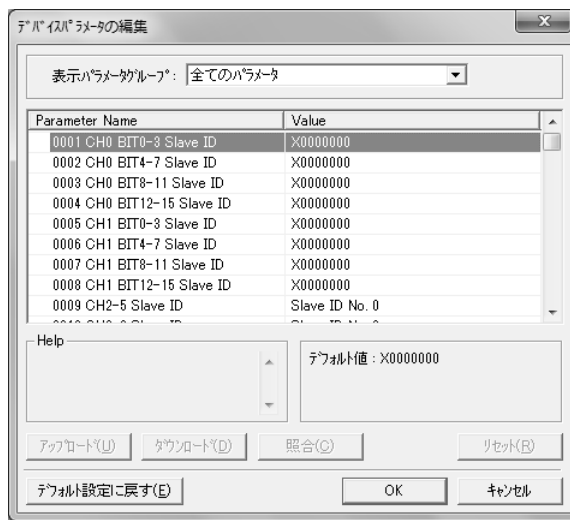 ﾃﾞﾊﾞｲｽﾊﾟﾗﾒｰﾀの編集
表示ﾊﾟﾗﾒｰﾀｸﾞﾙｰﾌﾟ: 全てのﾊﾟﾗﾒｰﾀ
Parameter Name Value
0001 CH0 BIT0-3 Slave ID X0000000
0002 CH0 BIT4-7 Slave ID X0000000
0003 CH0 BIT8-11 Slave ID X0000000
0004 CH0 BIT12-15 Slave ID X0000000
0005 CH1 BIT0-3 Slave ID X0000000
0006 CH1 BIT4-7 Slave ID X0000000
0007 CH1 BIT8-11 Slave ID X0000000
0008 CH1 BIT12-15 Slave ID X0000000
0009 CH2-5 Slave ID Slave ID No. 0
Help
ﾃﾞﾌｫﾙﾄ値 : X0000000
ｱｯﾌﾟﾛｰﾄﾞ(U) ﾀﾞｳﾝﾛｰﾄﾞ(D) 照合(C) ﾘｾｯﾄ(R)
ﾃﾞﾌｫﾙﾄ設定に戻す(E) OK ｷｬﾝｾﾙ